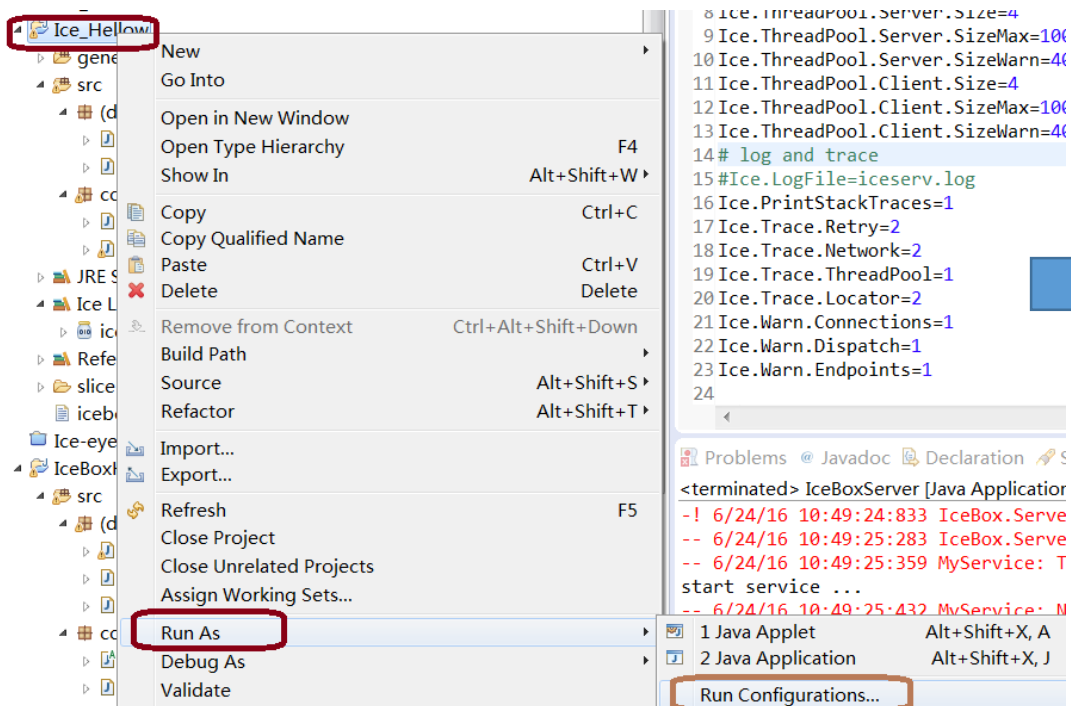 Ice_Hellow
gene
src
(d
co
JRE S
Ice L
ic
Refe
slice
iceb
Ice-eye
IceBoxH
src
(d
co
New
Go Into
Open in New Window
Open Type Hierarchy F4
Show In Alt+Shift+W
Copy Ctrl+C
Copy Qualified Name
Paste Ctrl+V
Delete Delete
Remove from Context Ctrl+Alt+Shift+Down
Build Path
Source Alt+Shift+S
Refactor Alt+Shift+T
Import...
Export...
Refresh F5
Close Project
Close Unrelated Projects
Assign Working Sets...
Run As
Debug As
Validate
1 Java Applet Alt+Shift+X, A
2 Java Application Alt+Shift+X, J
Run Configurations...
8 Ice.ThreadPool.Server.Size=4
9 Ice.ThreadPool.Server.SizeMax=100
10 Ice.ThreadPool.Server.SizeWarn=40
11 Ice.ThreadPool.Client.Size=4
12 Ice.ThreadPool.Client.SizeMax=100
13 Ice.ThreadPool.Client.SizeWarn=40
14 # log and trace
15 #Ice.LogFile=iceserv.log
16 Ice.PrintStackTraces=1
17 Ice.Trace.Retry=2
18 Ice.Trace.Network=2
19 Ice.Trace.ThreadPool=1
20 Ice.Trace.Locator=2
21 Ice.Warn.Connections=1
22 Ice.Warn.Dispatch=1
23 Ice.Warn.Endpoints=1
24
Problems @ Javadoc Declaration S
<terminated> IceBoxServer [Java Application
-! 6/24/16 10:49:24:833 IceBox.Serve
-- 6/24/16 10:49:25:283 IceBox.Serve
-- 6/24/16 10:49:25:359 MyService: T
start service ...
-- 6/24/16 10:49:25:432 MyService: N